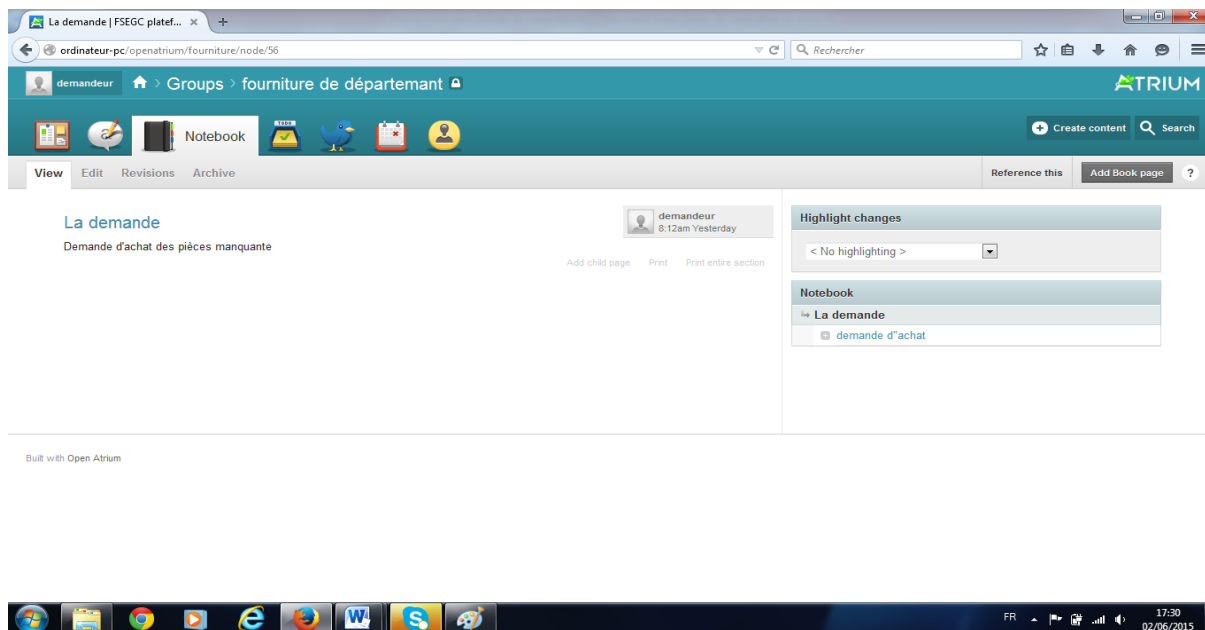 La demande | FSEGC platef...
ordinateur-pc/openatrium/fourniture/node/56
Rechercher
demandeur > Groups > fourniture de départemant
ATRIUM
Notebook
TODO
Create content Search
View Edit Revisions Archive
Reference this Add Book page ?
La demande
demandeur
8:12am Yesterday
Demande d'achat des pièces manquante
Add child page Print Print entire section
Highlight changes
< No highlighting >
Notebook
La demande
demande d''achat
Built with Open Atrium
FR
17:30
02/06/2015